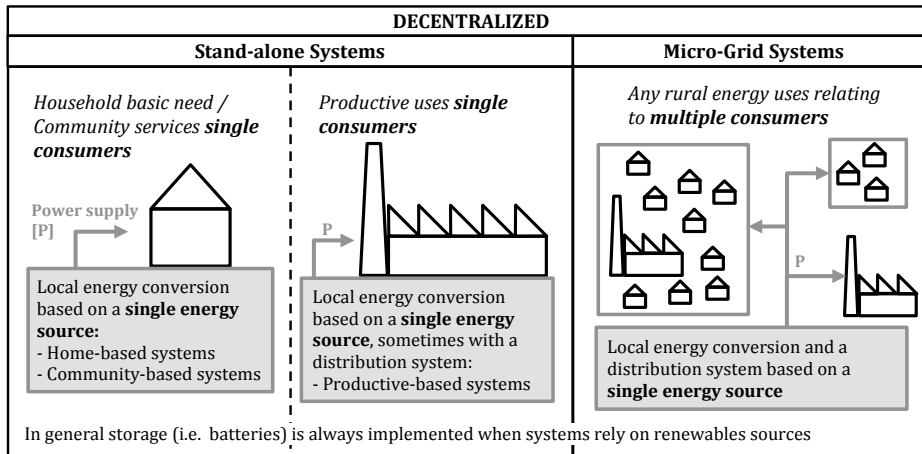 DECENTRALIZED
Stand-alone Systems
Micro-Grid Systems
Household basic need /
Community services single
consumers
Power supply
[P]
Local energy conversion
based on a single energy
source:
- Home-based systems
- Community-based systems
Productive uses single
consumers
P
Local energy conversion
based on a single energy
source, sometimes with a
distribution system:
- Productive-based systems
Any rural energy uses relating
to multiple consumers
P
Local energy conversion and a
distribution system based on a
single energy source
In general storage (i.e. batteries) is always implemented when systems rely on renewables sources